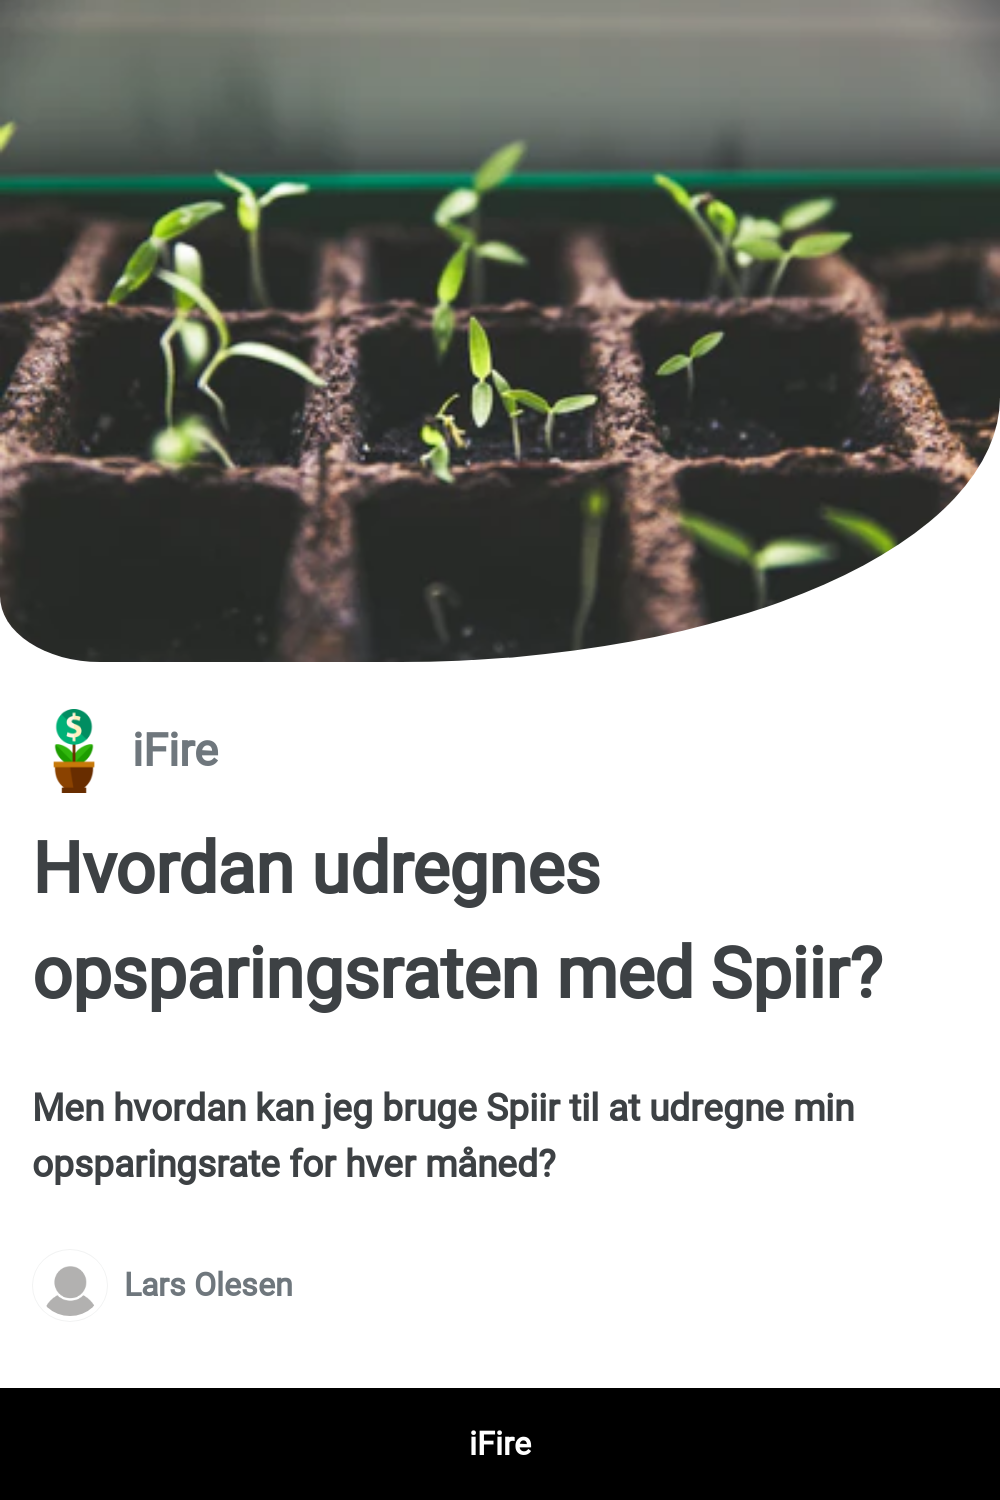 $
iFire
Hvordan udregnes
opsparingsraten med Spiir?
Men hvordan kan jeg bruge Spiir til at udregne min
opsparingsrate for hver måned?
Lars Olesen
iFire